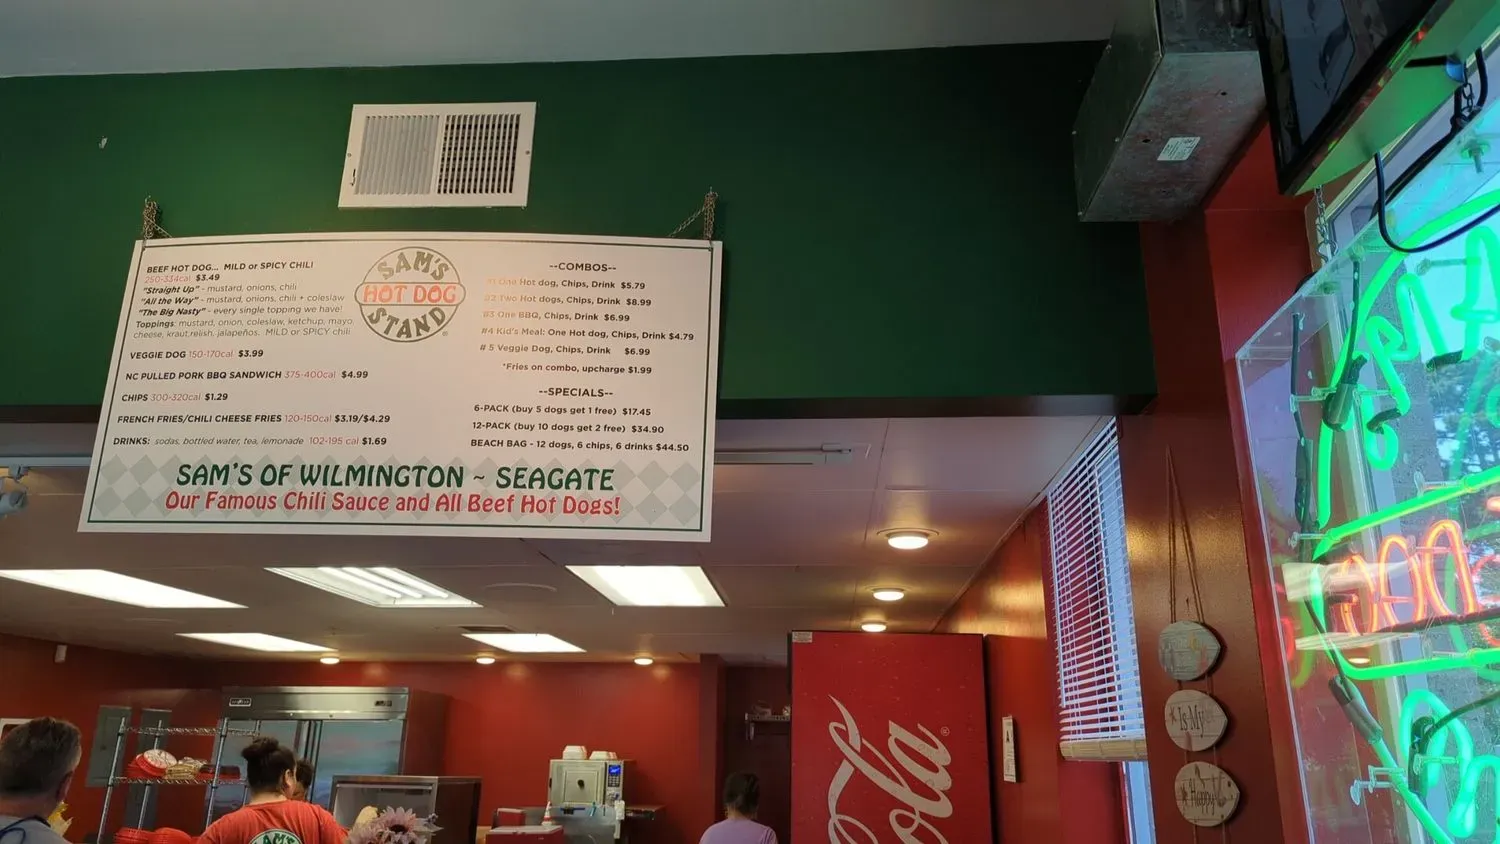 BEEF HOT DOG... MILD or SPICY CHILI
250-334cal $3.49
"Straight Up" - mustard, onions, chili
"All the Way" - mustard, onions, chili + coleslaw
"The Big Nasty" - every single topping we have!
Toppings: mustard, onion, coleslaw, ketchup, mayo,
cheese, kraut,relish, jalapeños. MILD or SPICY chili
VEGGIE DOG 150-170cal $3.99
NC PULLED PORK BBQ SANDWICH 375-400cal $4.99
CHIPS 300-320cal $1.29
FRENCH FRIES/CHILI CHEESE FRIES 120-150cal $3.19/$4.29
DRINKS: sodas, bottled water, tea, lemonade 102-195 cal $1.69
SAM'S
HOT DOG
STAND
--COMBOS--
#1 One Hot dog, Chips, Drink $5.79
#2 Two Hot dogs, Chips, Drink $8.99
#3 One BBQ, Chips, Drink $6.99
#4 Kid's Meal: One Hot dog, Chips, Drink $4.79
# 5 Veggie Dog, Chips, Drink $6.99
*Fries on combo, upcharge $1.99
--SPECIALS--
6-PACK (buy 5 dogs get 1 free) $17.45
12-PACK (buy 10 dogs get 2 free) $34.90
BEACH BAG - 12 dogs, 6 chips, 6 drinks $44.50
SAM'S OF WILMINGTON ~ SEAGATE
Our Famous Chili Sauce and All Beef Hot Dogs!
Cola
Is My
Happy
SAM'S